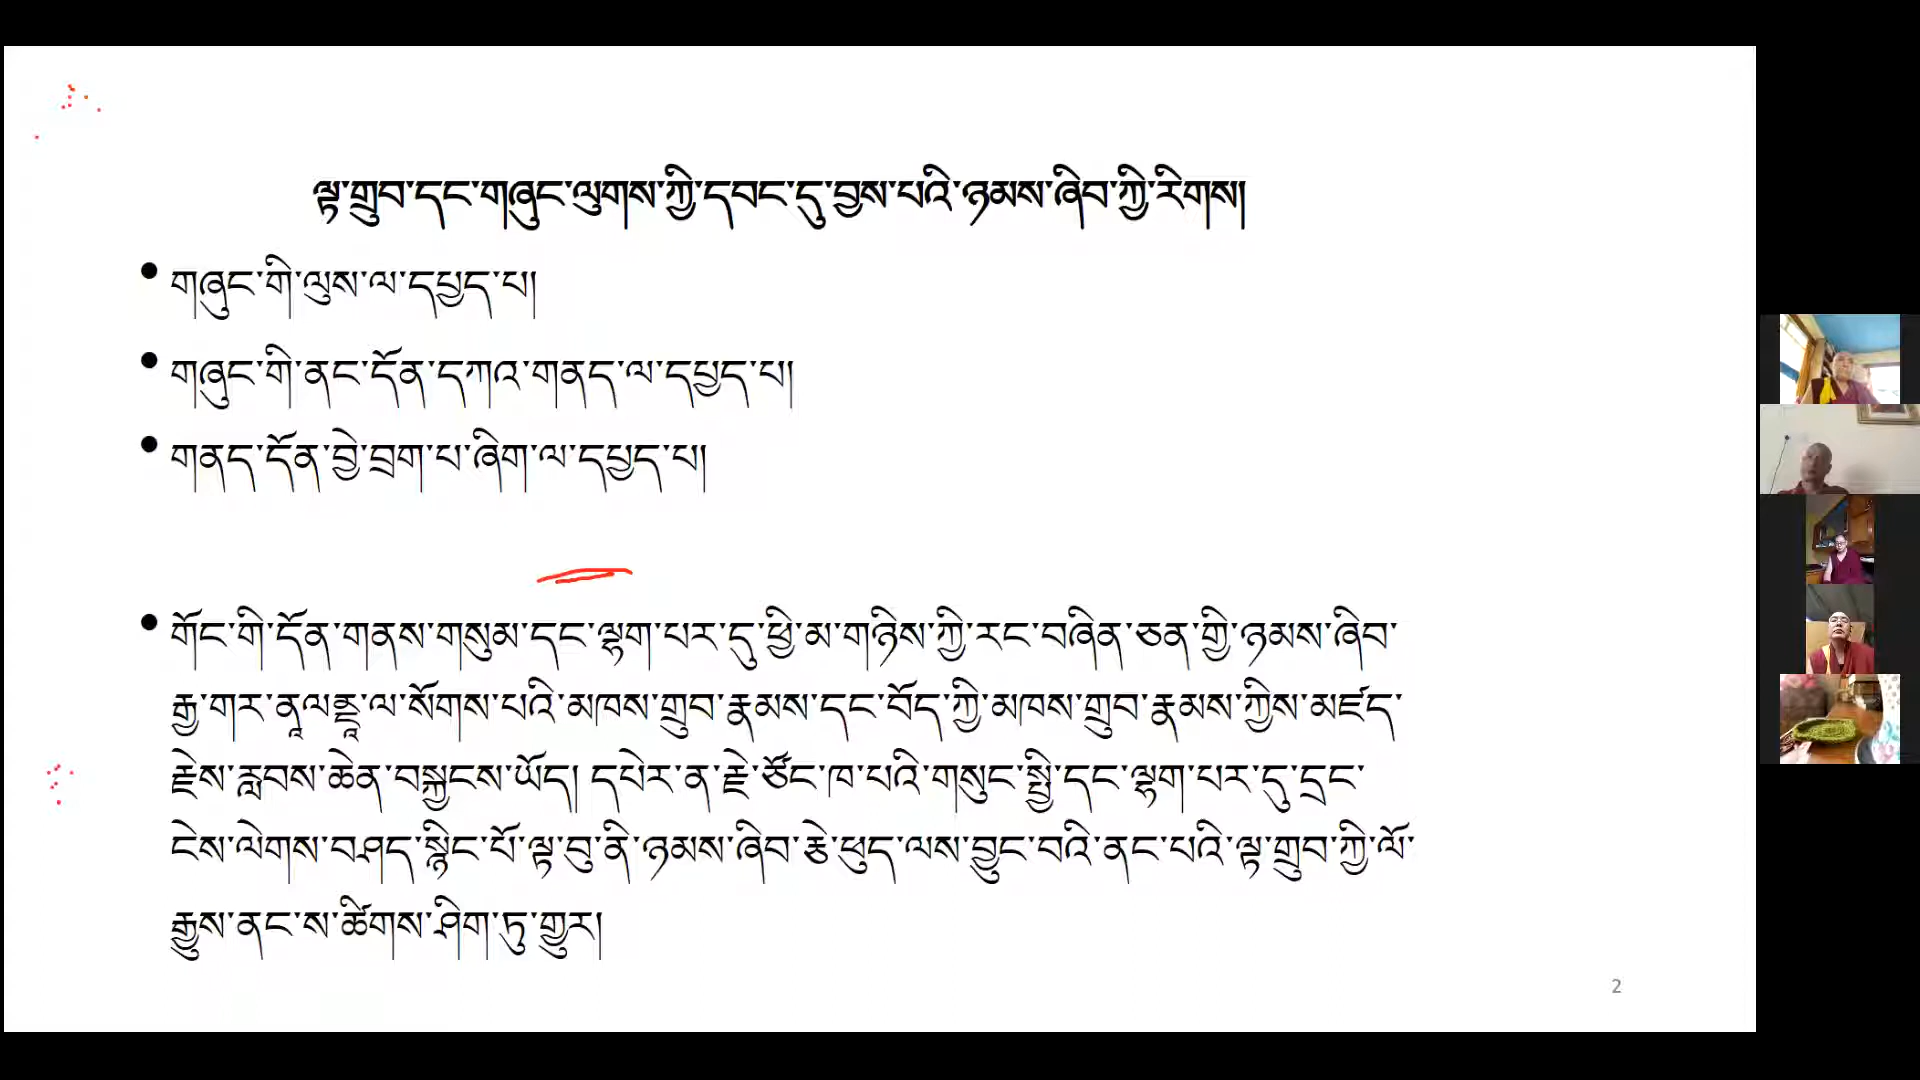 ལྟ་གྲུབ་དང་གཞུང་ལུགས་ཀྱི་དབང་དུ་བྱས་པའི་ཉམས་ཞིབ་ཀྱི་རིགས།
• གཞུང་གི་ལུས་ལ་དཔྱད་པ།
• གཞུང་གི་ནང་དོན་དཀའ་གནད་ལ་དཔྱད་པ།
• གནད་དོན་བྱེ་བྲག་པ་ཞིག་ལ་དཔྱད་པ།
• གོང་གི་དོན་གནས་གསུམ་དང་ལྷག་པར་དུ་ཕྱི་མ་གཉིས་ཀྱི་རང་བཞིན་ཅན་གྱི་ཉམས་ཞིབ་
རྒྱ་གར་ནཱལནྡཱ་ལ་སོགས་པའི་མཁས་གྲུབ་རྣམས་དང་བོད་ཀྱི་མཁས་གྲུབ་རྣམས་ཀྱིས་མཛད་
རྗེས་རླབས་ཆེན་བསྐྱངས་ཡོད། དཔེར་ན་རྗེ་ཙོང་ཁ་པའི་གསུང་སྤྱི་དང་ལྷག་པར་དུ་དྲང་
ངེས་ལེགས་བཤད་སྙིང་པོ་ལྟ་བུ་ནི་ཉམས་ཞིབ་རྩེ་ཕུད་ལས་བྱུང་བའི་ནང་པའི་ལྟ་གྲུབ་ཀྱི་ལོ་
རྒྱུས་ནང་ས་ཚིགས་ཤིག་ཏུ་གྱུར།
2